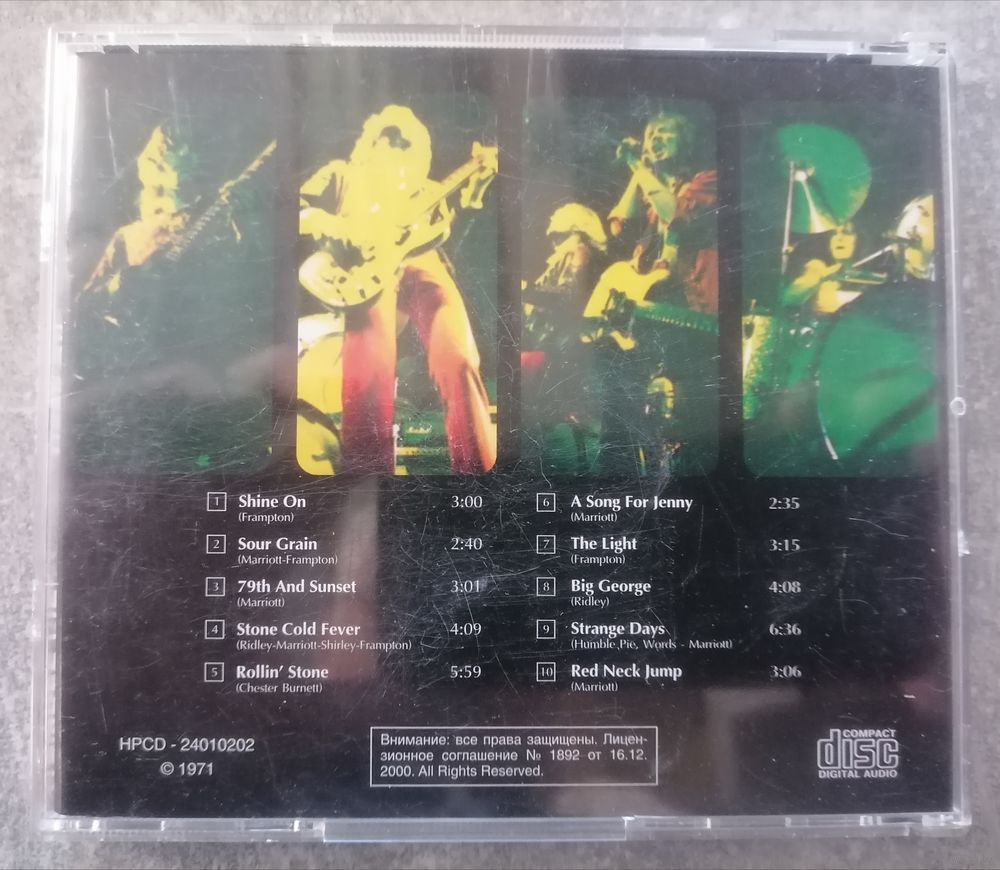 1 Shine On 3:00
(Frampton)
2 Sour Grain 2:40
(Marriott-Frampton)
3 79th And Sunset 3:01
(Marriott)
4 Stone Cold Fever 4:09
(Ridley-Marriott-Shirley-Frampton)
5 Rollin' Stone 5:59
(Chester Burnett)
6 A Song For Jenny 2:35
(Marriott)
7 The Light 3:15
(Frampton)
8 Big George 4:08
(Ridley)
9 Strange Days 6:36
(Humble Pie, Words - Marriott)
10 Red Neck Jump 3:06
(Marriott)
HPCD - 24010202
© 1971
Внимание: все права защищены. Лицен-
зионное соглашение № 1892 от 16.12.
2000. All Rights Reserved.
COMPACT
disc
DIGITAL AUDIO